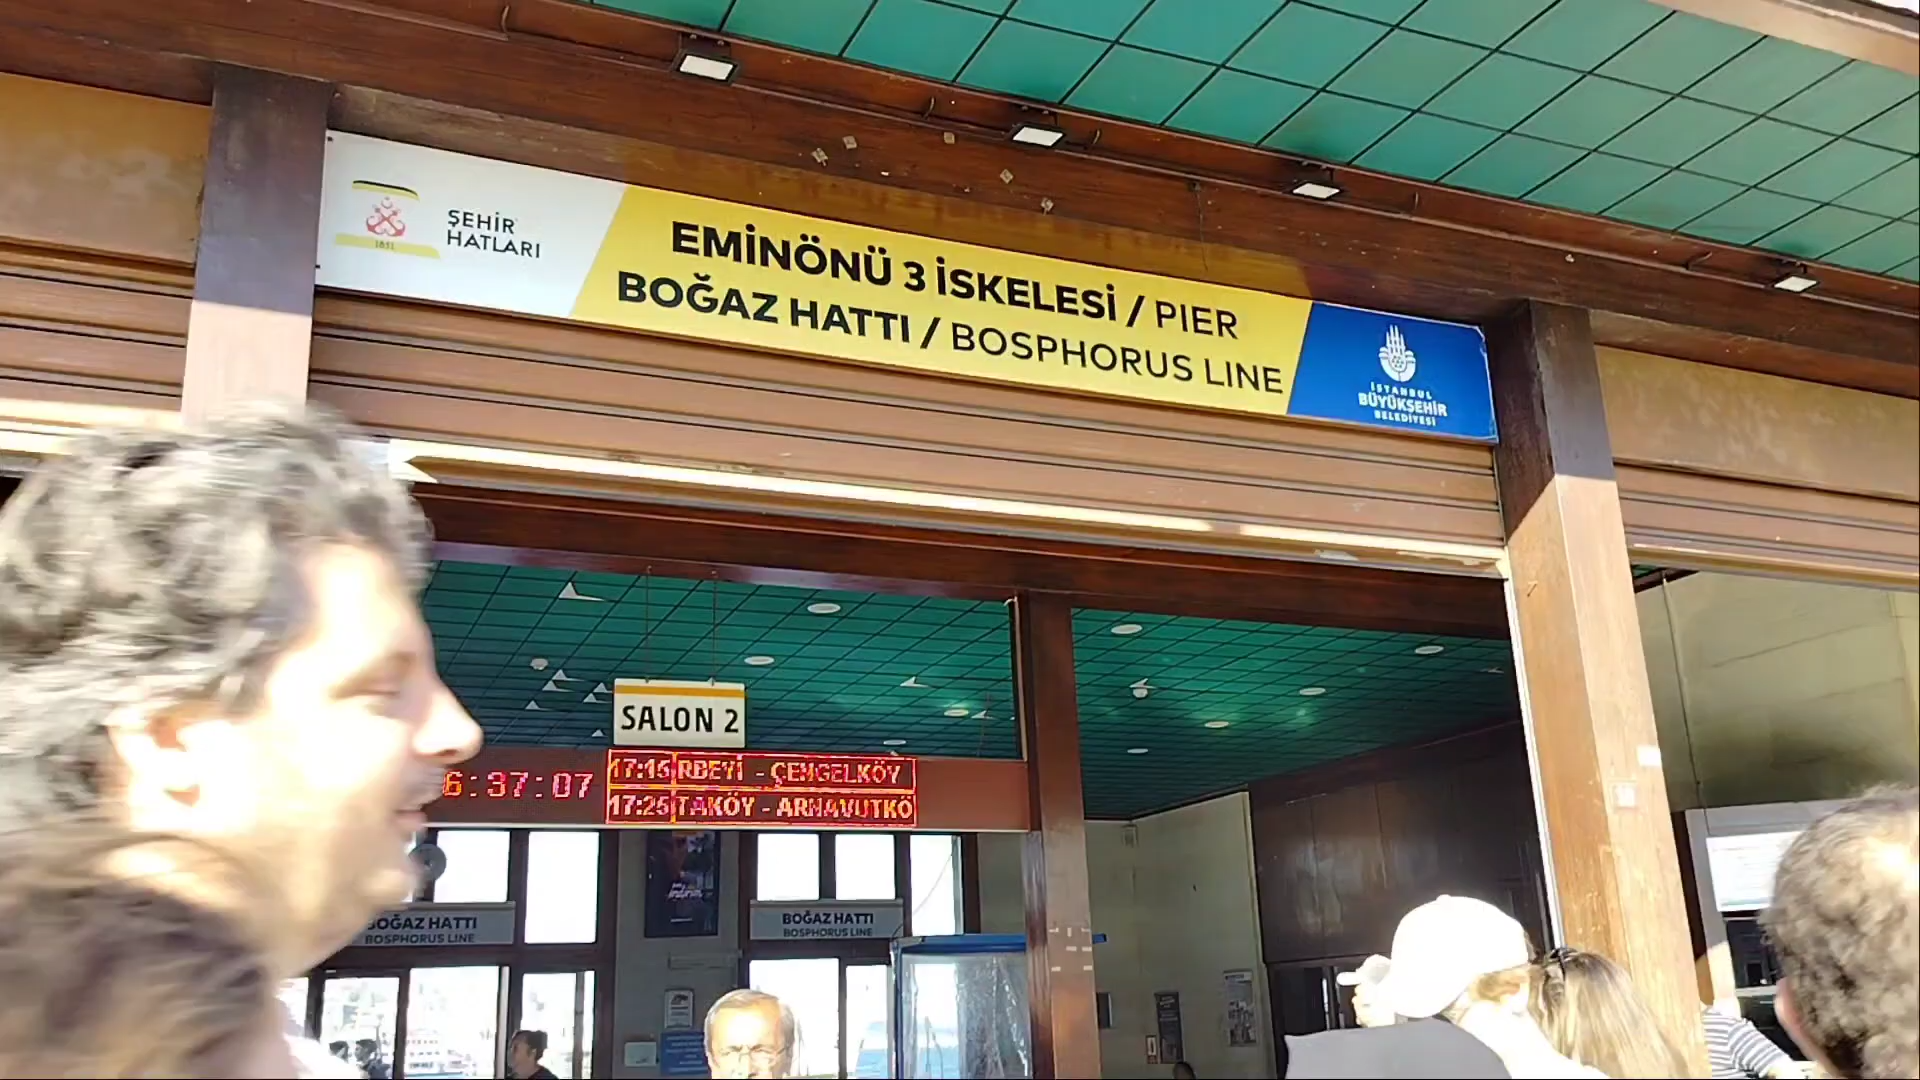 ŞEHİR
HATLARI
1851
EMİNÖNÜ 3 İSKELESİ / PIER
BOĞAZ HATTI / BOSPHORUS LINE
İSTANBUL
BÜYÜKŞEHİR
BELEDİYESİ
SALON 2
6:37:07
17:15 RBEYİ - ÇENGELKÖY
17:25 TAKÖY - ARNAVUTKÖ
BOĞAZ HATTI
BOSPHORUS LINE
BOĞAZ HATTI
BOSPHORUS LINE